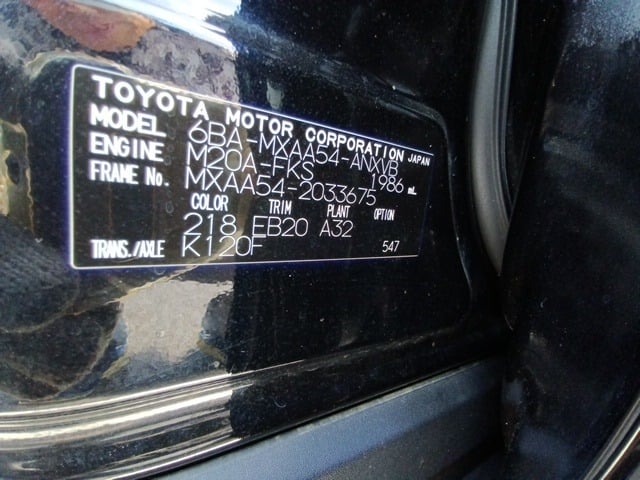 TOYOTA MOTOR CORPORATION JAPAN
MODEL 6BA-MXAA54-ANXVB
ENGINE M20A-FKS 1986 mL
FRAME No. MXAA54-2033675
COLOR TRIM PLANT OPTION
218 EB20 A32
TRANS./AXLE K120F 547